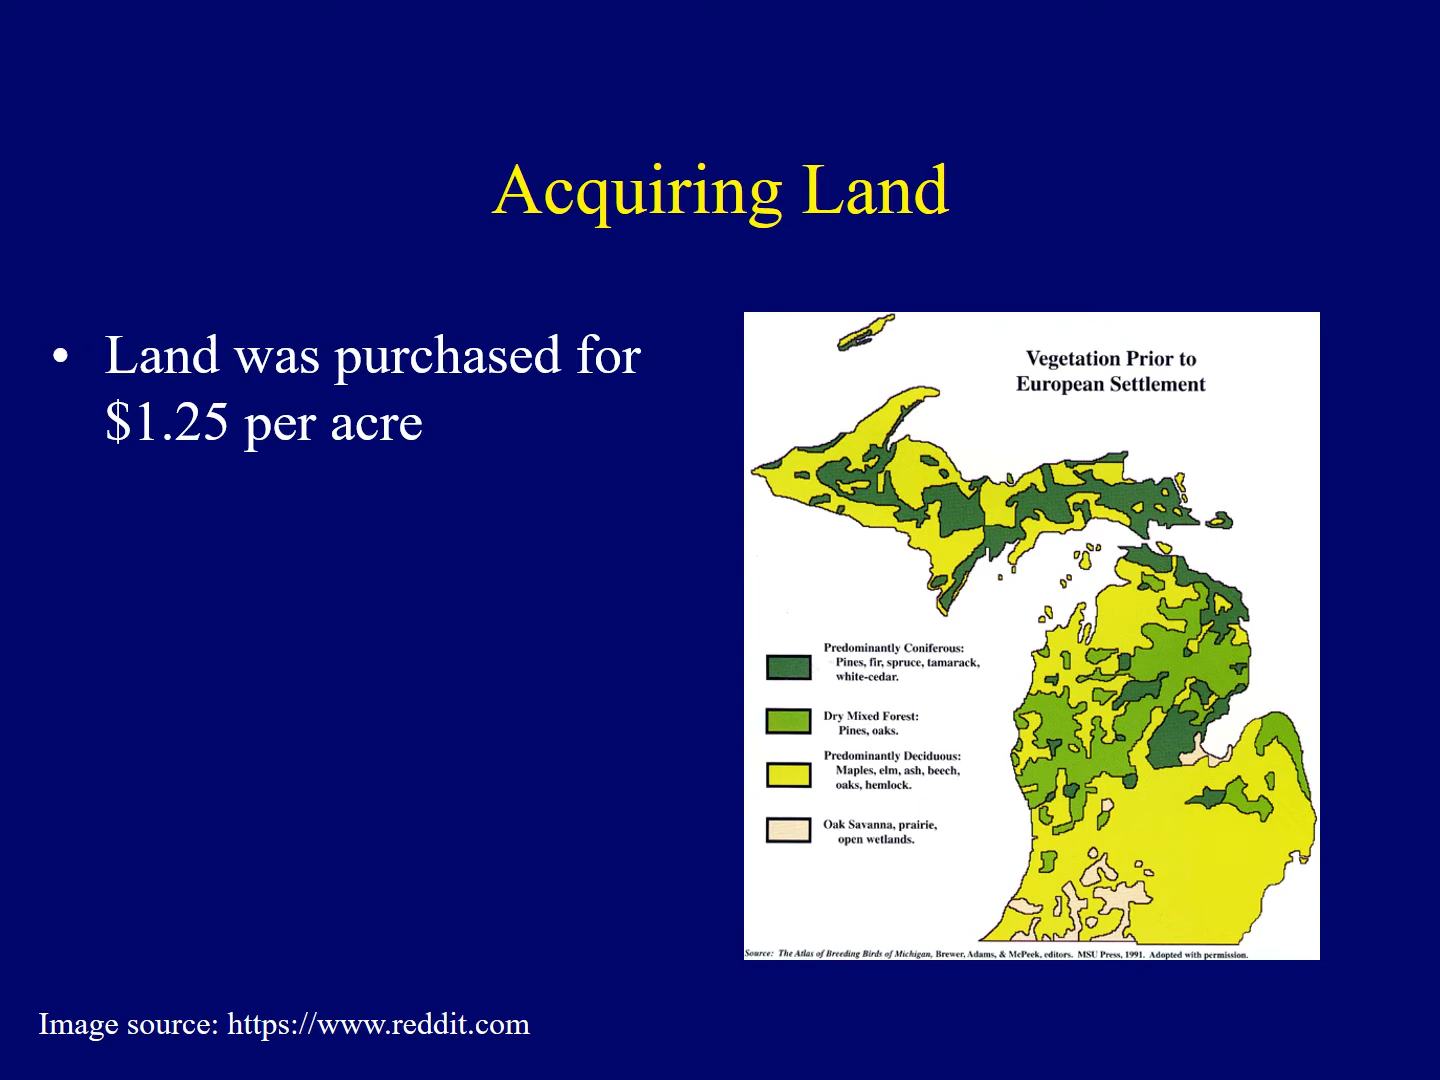 Acquiring Land
• Land was purchased for
$1.25 per acre
Vegetation Prior to
European Settlement
Predominantly Coniferous:
Pines, fir, spruce, tamarack,
white-cedar.
Dry Mixed Forest:
Pines, oaks.
Predominantly Deciduous:
Maples, elm, ash, beech,
oaks, hemlock.
Oak Savanna, prairie,
open wetlands.
Source: The Atlas of Breeding Birds of Michigan, Brewer, Adams, & McPeek, editors. MSU Press, 1991. Adopted with permission.
Image source: https://www.reddit.com